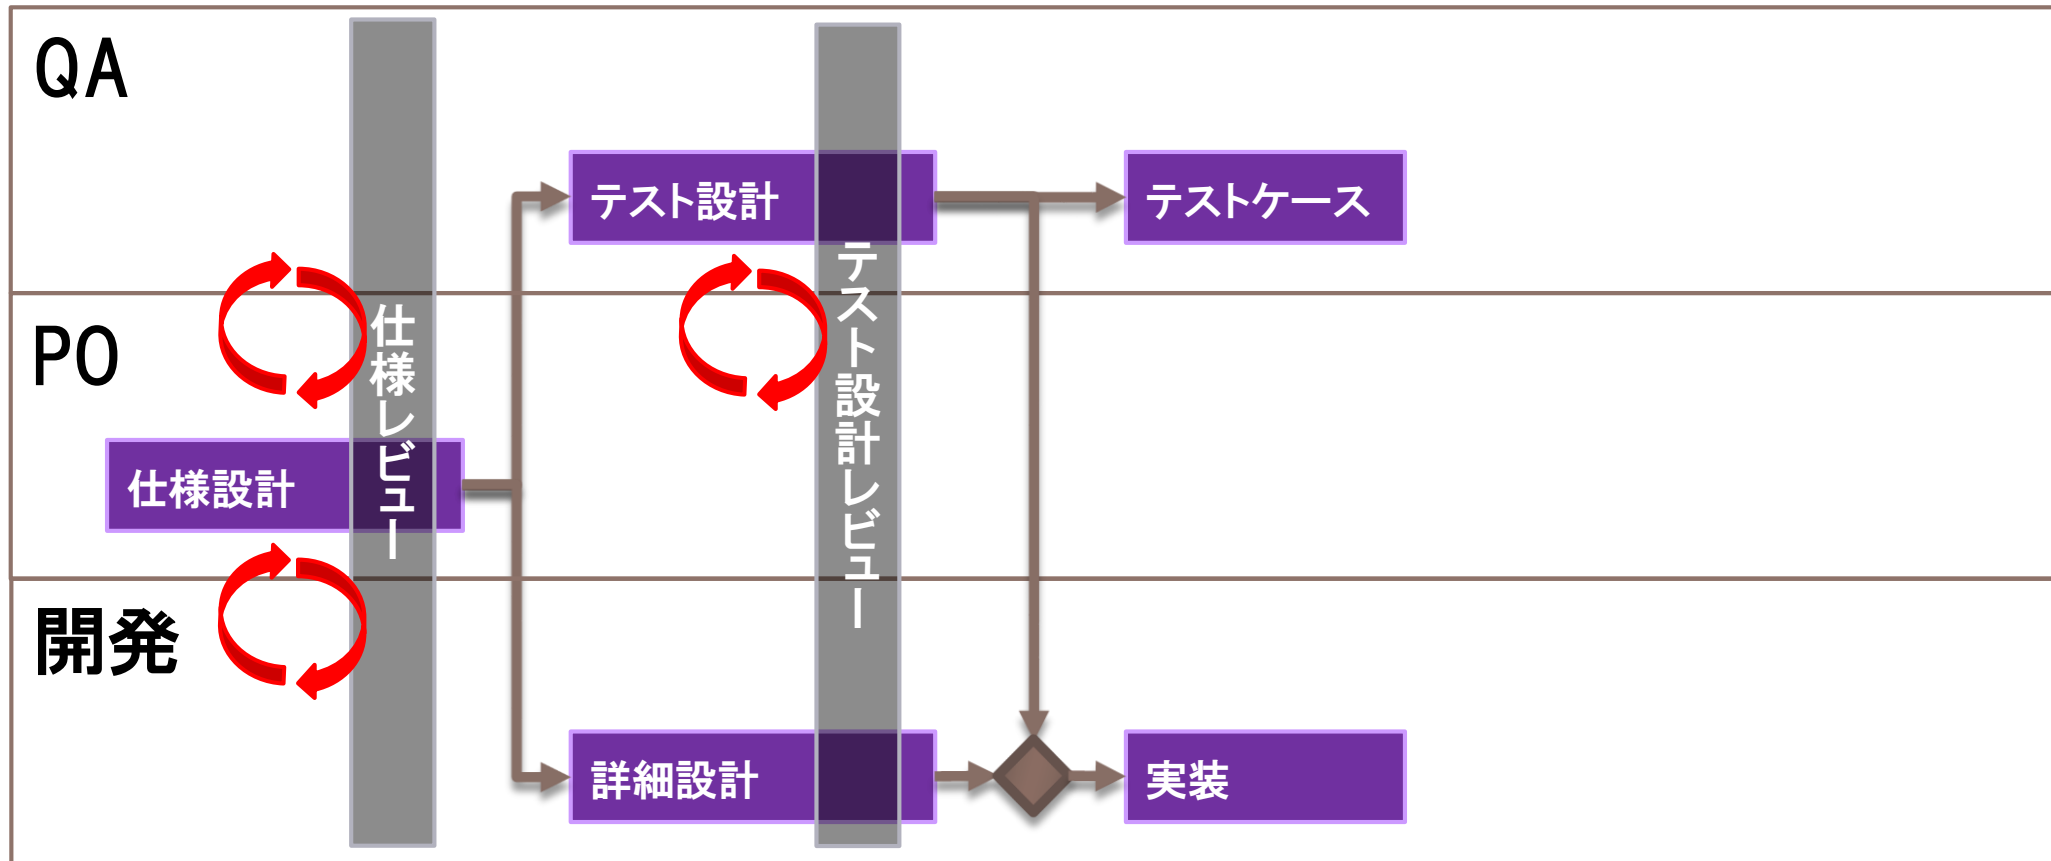 QA
テスト設計
テストケース
PO
仕様設計
仕様レビュー
テスト設計レビュー
開発
詳細設計
実装